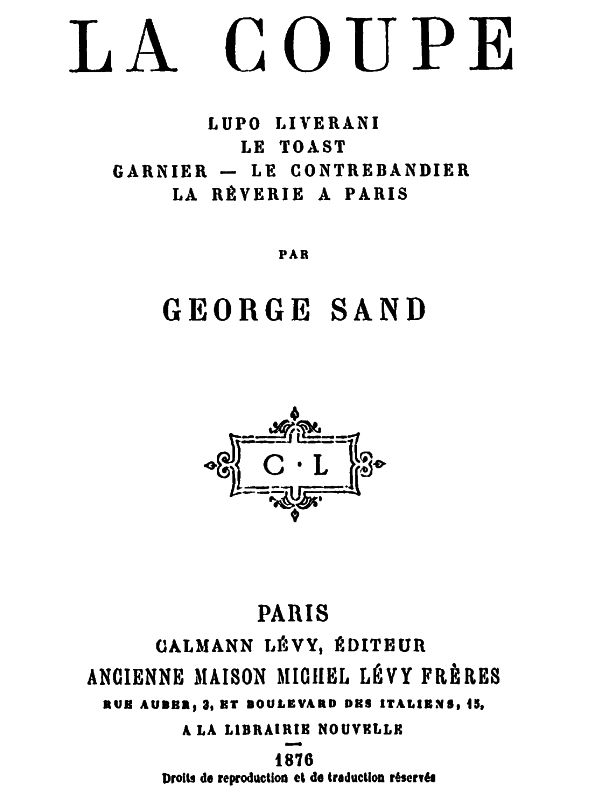 LA COUPE
LUPO LIVERANI
LE TOAST
GARNIER — LE CONTREBANDIER
LA RÊVERIE A PARIS
PAR
GEORGE SAND
C · L
PARIS
CALMANN LÉVY, ÉDITEUR
ANCIENNE MAISON MICHEL LÉVY FRÈRES
RUE AUBER, 3, ET BOULEVARD DES ITALIENS, 15,
A LA LIBRAIRIE NOUVELLE
1876
Droits de reproduction et de traduction réservés